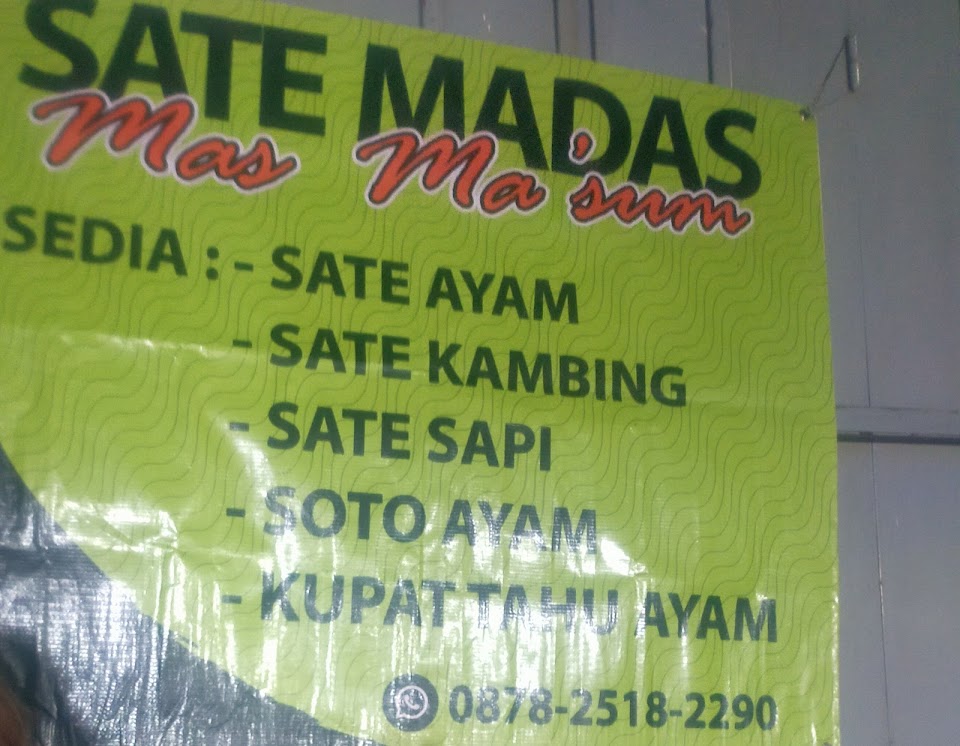 SATE MADAS
Mas Ma'sum
SEDIA : - SATE AYAM
- SATE KAMBING
- SATE SAPI
- SOTO AYAM
- KUPAT TAHU AYAM
0878-2518-2290